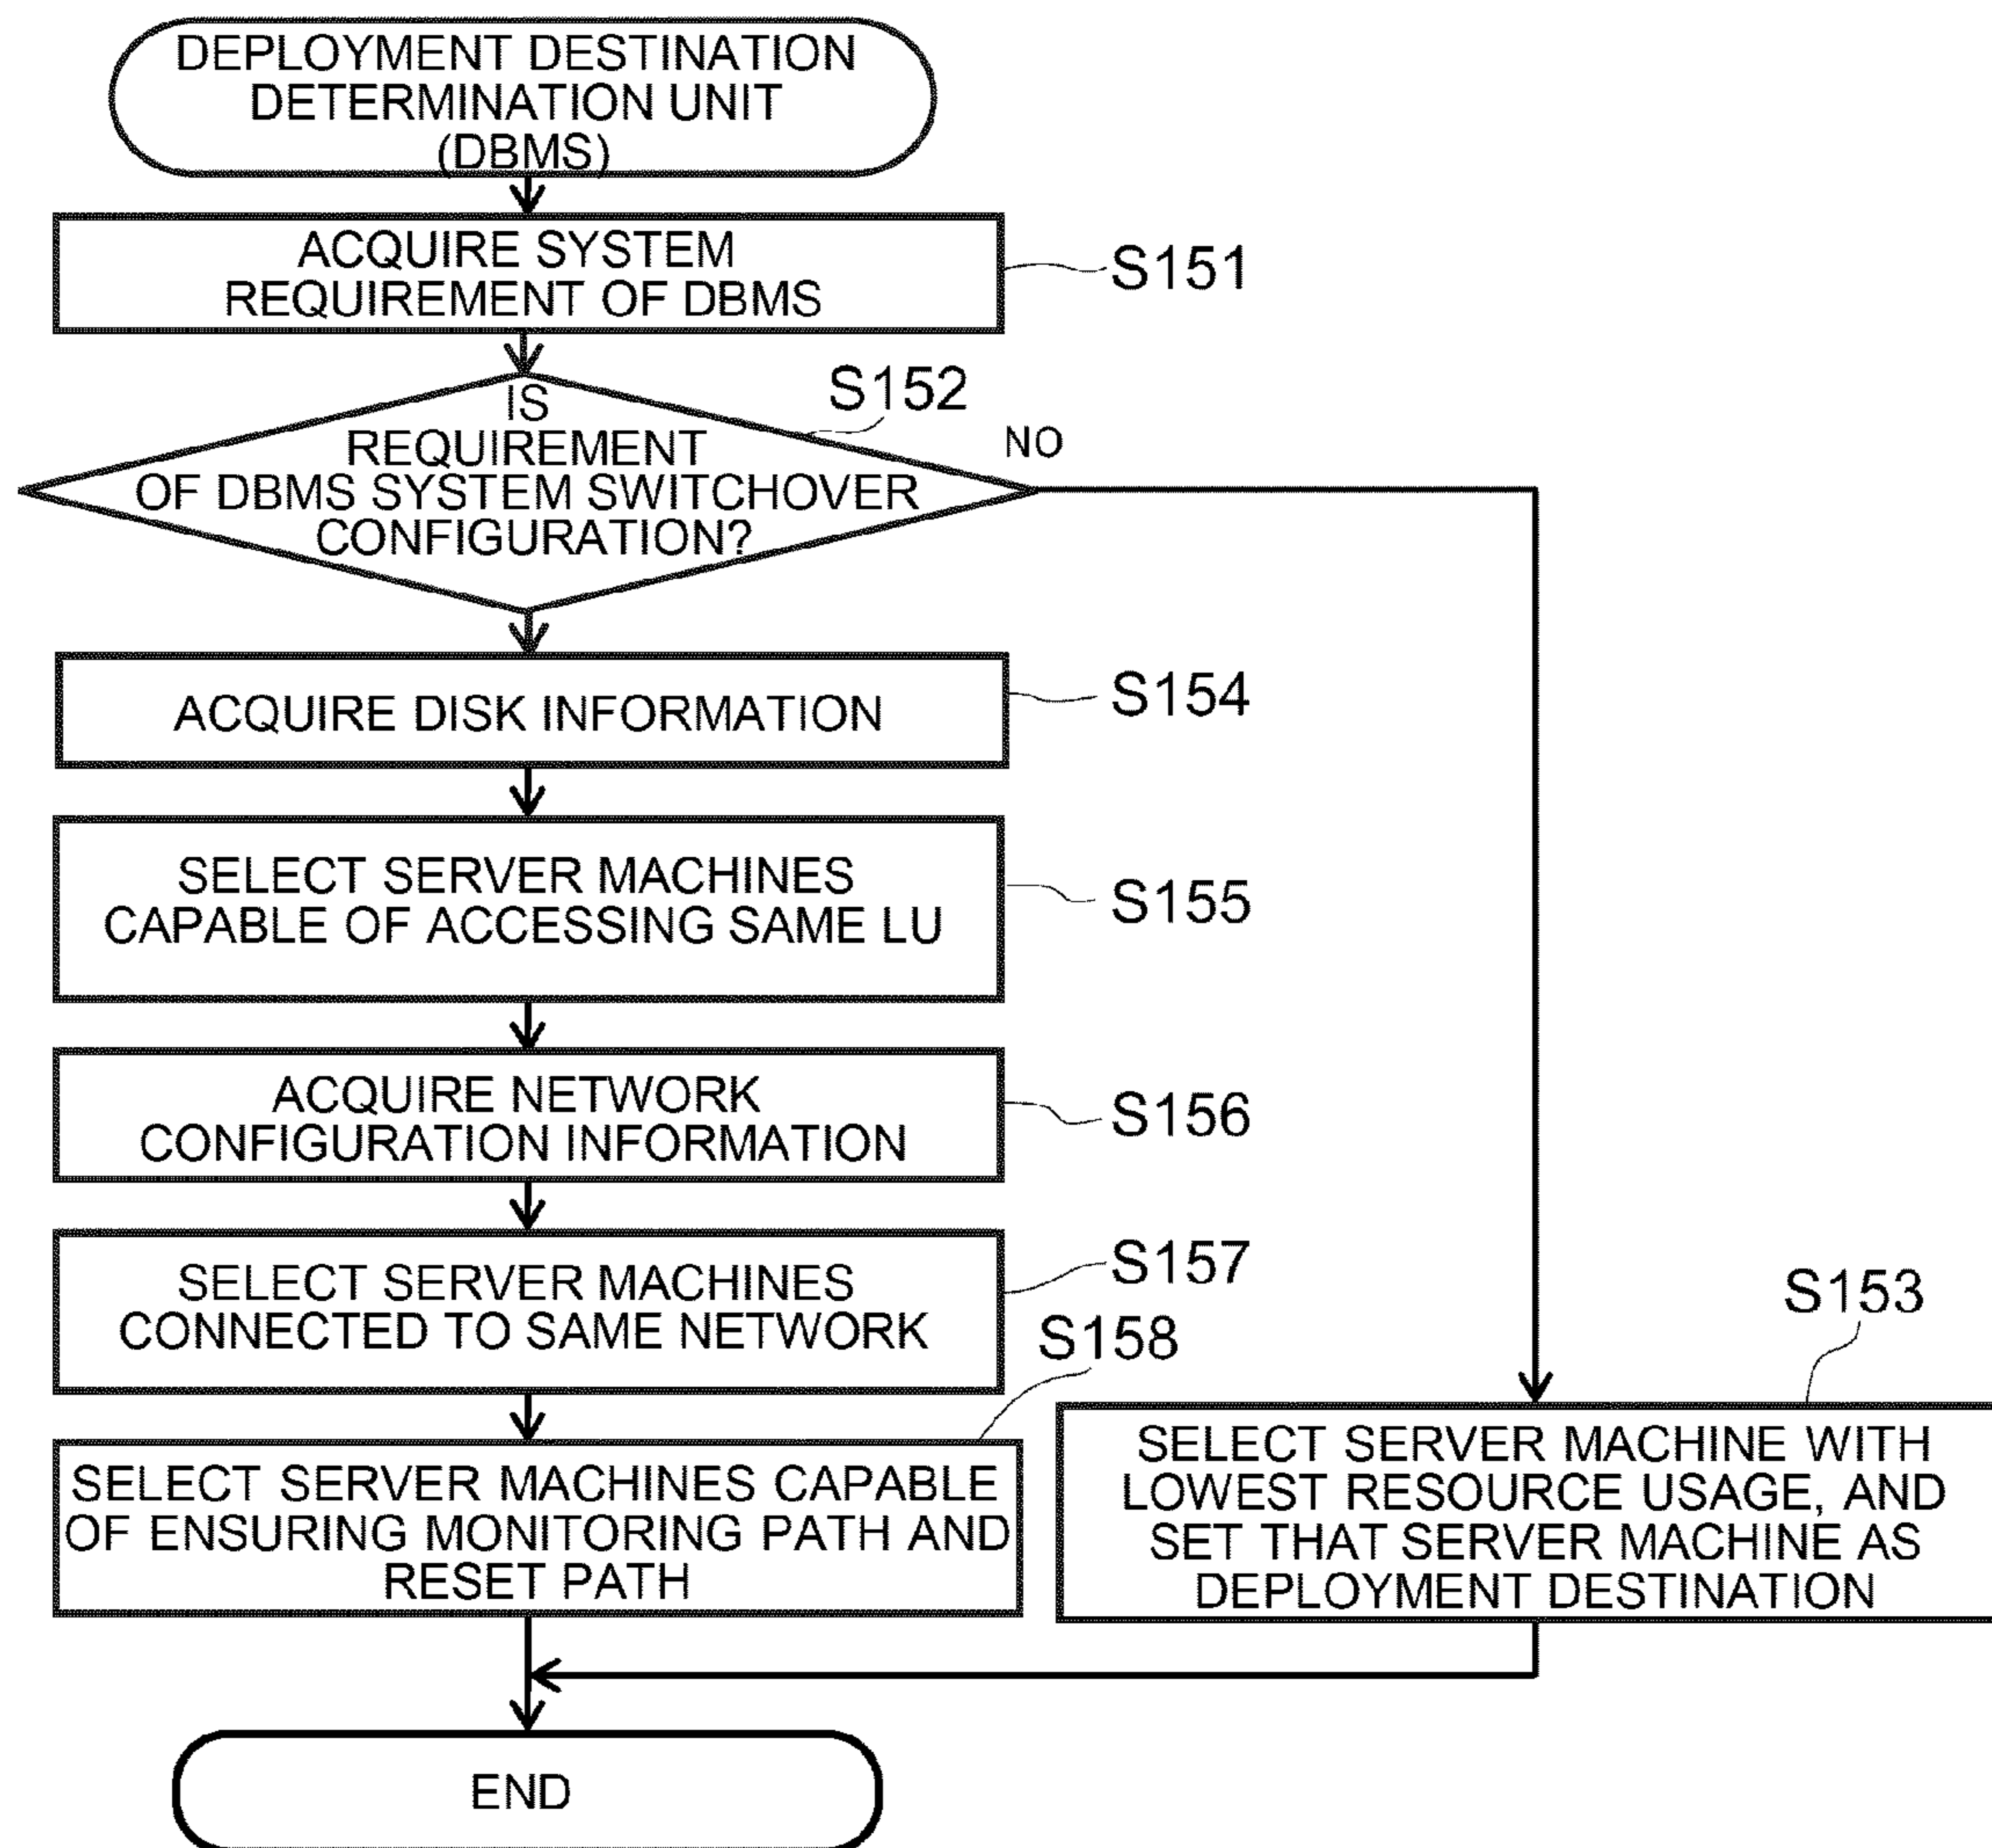 DEPLOYMENT DESTINATION
DETERMINATION UNIT
(DBMS)
ACQUIRE SYSTEM
REQUIREMENT OF DBMS
S151
IS
REQUIREMENT
OF DBMS SYSTEM SWITCHOVER
CONFIGURATION?
S152
NO
ACQUIRE DISK INFORMATION
S154
SELECT SERVER MACHINES
CAPABLE OF ACCESSING SAME LU
S155
ACQUIRE NETWORK
CONFIGURATION INFORMATION
S156
SELECT SERVER MACHINES
CONNECTED TO SAME NETWORK
S157
SELECT SERVER MACHINES CAPABLE
OF ENSURING MONITORING PATH AND
RESET PATH
S158
SELECT SERVER MACHINE WITH
LOWEST RESOURCE USAGE, AND
SET THAT SERVER MACHINE AS
DEPLOYMENT DESTINATION
S153
END